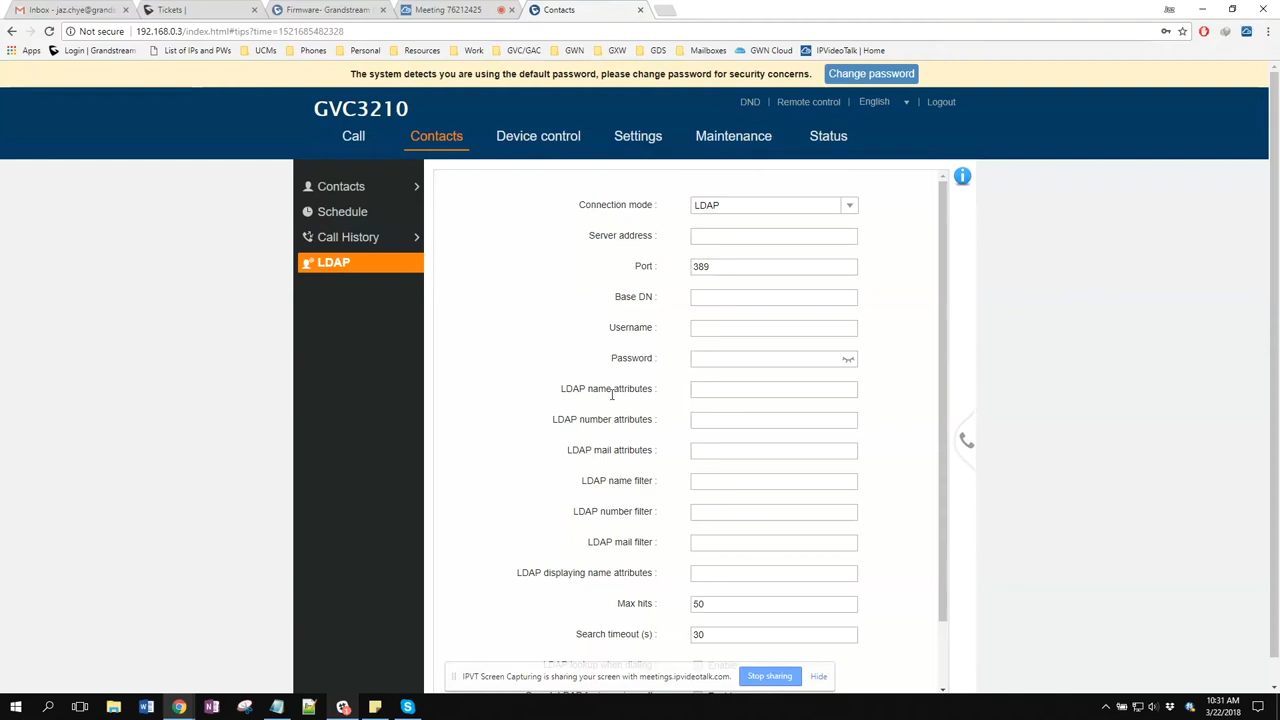 Inbox - jaz.chye@grands
Tickets |
Firmware- Grandstream
Meeting 76212425
Contacts
Not secure
192.168.0.3/index.html#tips?time=1521685482328
Apps
Login | Grandstream
List of IPs and PWs
UCMs
Phones
Personal
Resources
Work
GVC/GAC
GWN
GXW
GDS
Mailboxes
GWN Cloud
IPVideoTalk | Home
The system detects you are using the default password, please change password for security concerns.
Change password
GVC3210
DND | Remote control | English | Logout
Call
Contacts
Device control
Settings
Maintenance
Status
Contacts
Schedule
Call History
LDAP
Connection mode : LDAP
Server address :
Port : 389
Base DN :
Username :
Password :
LDAP name attributes :
LDAP number attributes :
LDAP mail attributes :
LDAP name filter :
LDAP number filter :
LDAP mail filter :
LDAP displaying name attributes :
Max hits : 50
Search timeout (s) : 30
LDAP lookup when dialing : Enable
IPVT Screen Capturing is sharing your screen with meetings.ipvideotalk.com.
Stop sharing
Hide
10:31 AM
3/22/2018